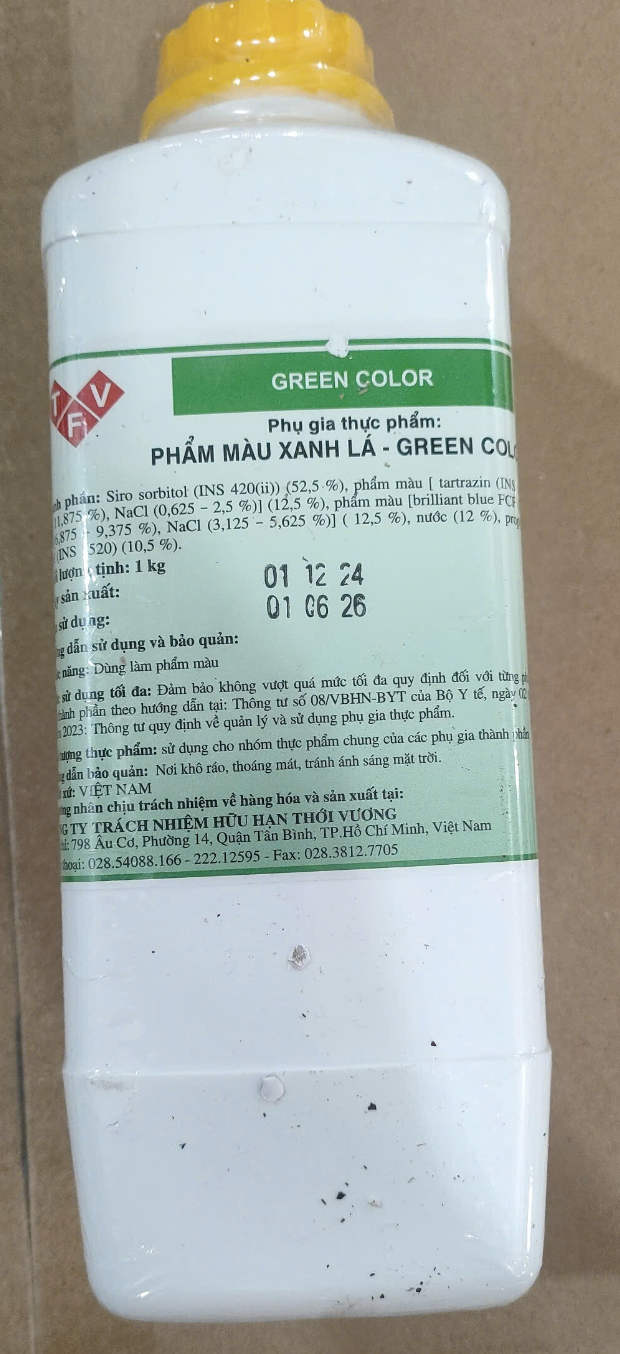 T F V
GREEN COLOR
Phụ gia thực phẩm:
PHẨM MÀU XANH LÁ - GREEN
phần: Siro sorbitol (INS 420(ii)) (52,5 %), phẩm màu [ tartrazin (INS
%), NaCl (0,625 – 2,5 %)] (12,5 %), phẩm màu [brilliant blue
– 9,375 %), NaCl (3,125 – 5,625 %)] ( 12,5 %), nước (12 %),
(10,5 %).
tịnh: 1 kg
01 12 24
sản xuất:
01 06 26
sử dụng:
dẫn sử dụng và bảo quản:
năng: Dùng làm phẩm màu
sử dụng tối đa: Đảm bảo không vượt quá mức tối đa quy định đối với từng
thành phần theo hướng dẫn tại: Thông tư số 08/VBHN-BYT của Bộ Y tế, ngày
2023: Thông tư quy định về quản lý và sử dụng phụ gia thực phẩm.
thực phẩm: sử dụng cho nhóm thực phẩm chung của các phụ gia thành phần
dẫn bảo quản: Nơi khô ráo, thoáng mát, tránh ánh sáng mặt trời.
xứ: VIỆT NAM
nhân chịu trách nhiệm về hàng hóa và sản xuất tại:
TY TRÁCH NHIỆM HỮU HẠN THỚI VƯƠNG
798 Âu Cơ, Phường 14, Quận Tân Bình, TP.Hồ Chí Minh, Việt Nam
thoại: 028.54088.166 - 222.12595 - Fax: 028.3812.7705